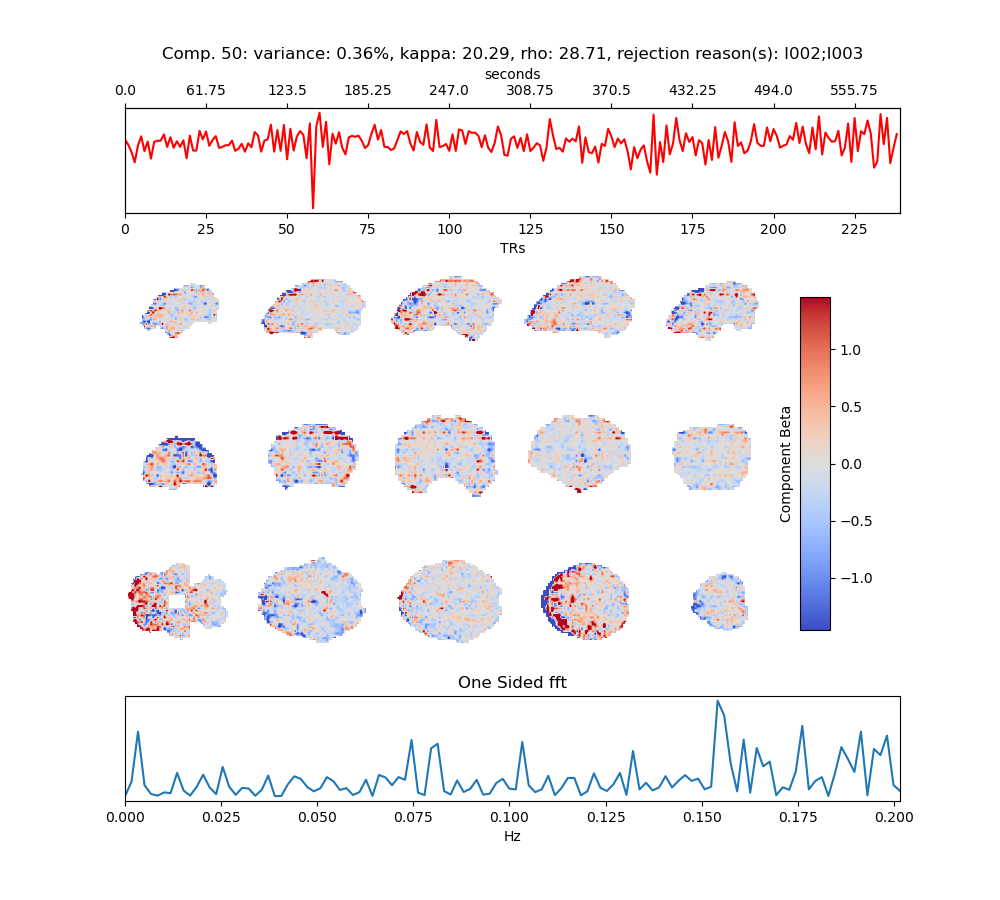 Comp. 50: variance: 0.36%, kappa: 20.29, rho: 28.71, rejection reason(s): I002;I003
seconds
0.0 61.75 123.5 185.25 247.0 308.75 370.5 432.25 494.0 555.75
0 25 50 75 100 125 150 175 200 225
TRs
1.0
0.5
0.0
−0.5
−1.0
Component Beta
One Sided fft
0.000 0.025 0.050 0.075 0.100 0.125 0.150 0.175 0.200
Hz